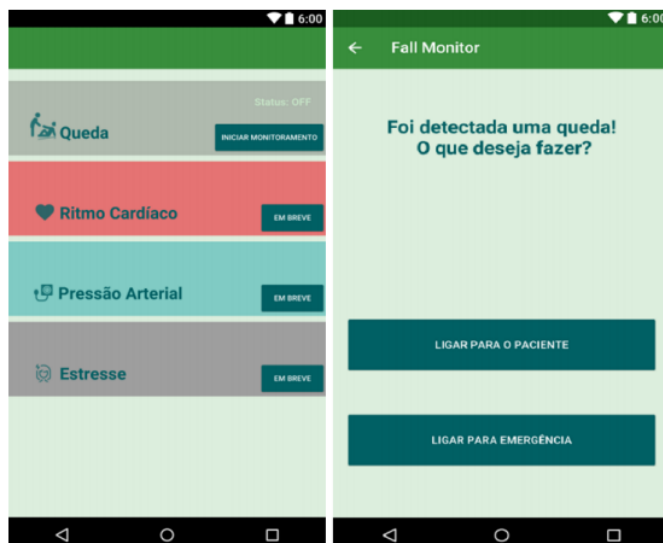 6:00
Status: OFF
Queda
INICIAR MONITORAMENTO
Ritmo Cardíaco
EM BREVE
Pressão Arterial
EM BREVE
Estresse
EM BREVE
6:00
Fall Monitor
Foi detectada uma queda!
O que deseja fazer?
LIGAR PARA O PACIENTE
LIGAR PARA EMERGÊNCIA